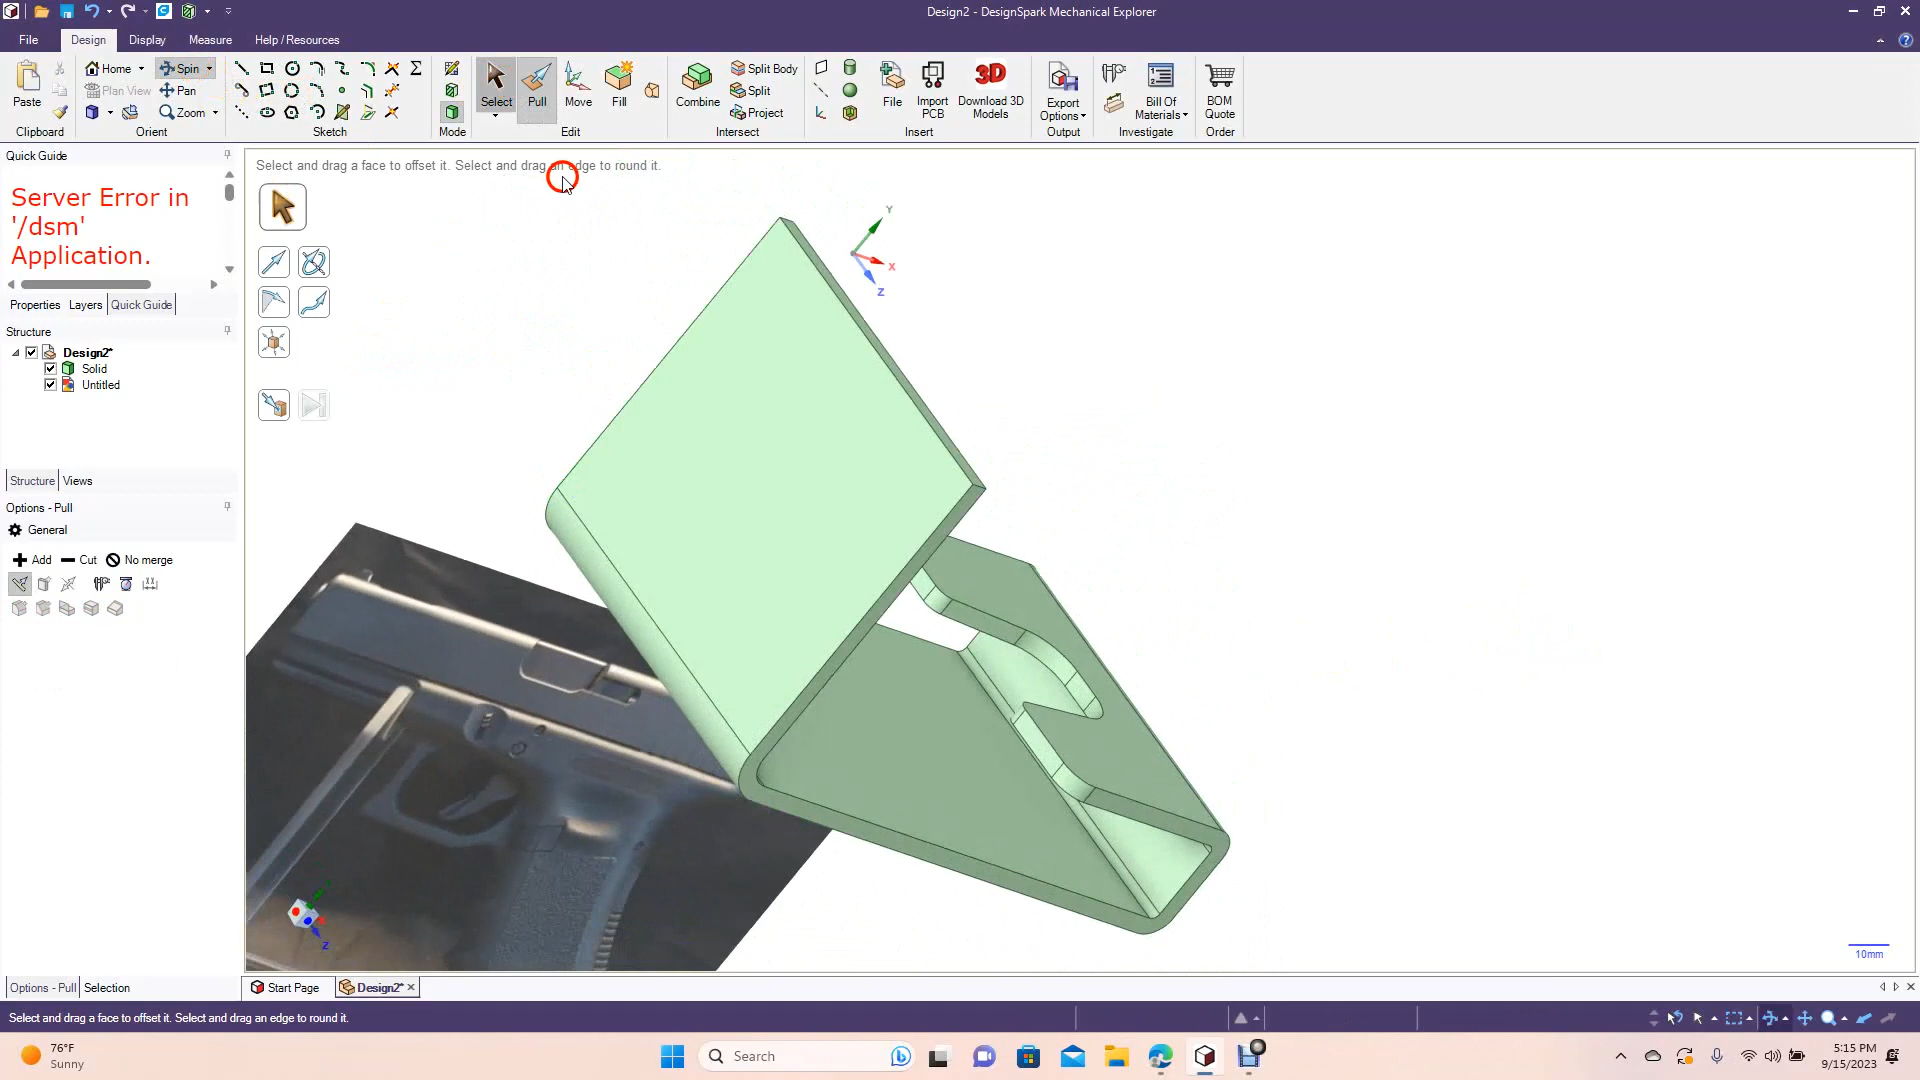 Design2 - DesignSpark Mechanical Explorer
File Design Display Measure Help / Resources
Paste Home Spin Plan View Pan Zoom Select Pull Move Fill Combine Split Body Split Project File Import PCB Download 3D Models Export Options Bill Of Materials BOM Quote
3D
Clipboard Orient Sketch Mode Edit Intersect Insert Output Investigate Order
Quick Guide
Server Error in
'/dsm'
Application.
Properties Layers Quick Guide
Structure
Design2*
Solid
Untitled
Structure Views
Options - Pull
General
Add Cut No merge
Select and drag a face to offset it. Select and drag an edge to round it.
Y
X
Z
Z
10mm
Options - Pull Selection Start Page Design2*
Select and drag a face to offset it. Select and drag an edge to round it.
76°F
Sunny
Search
5:15 PM
9/15/2023